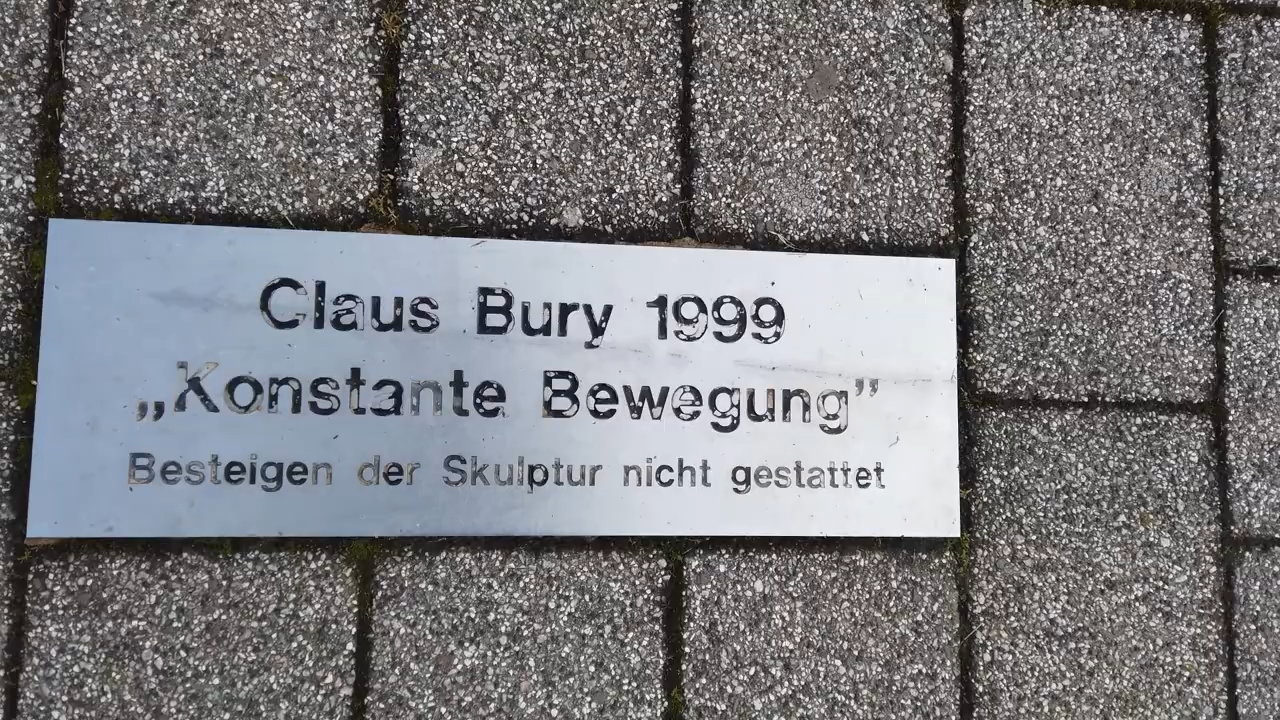 Claus Bury 1999
„Konstante Bewegung”
Besteigen der Skulptur nicht gestattet